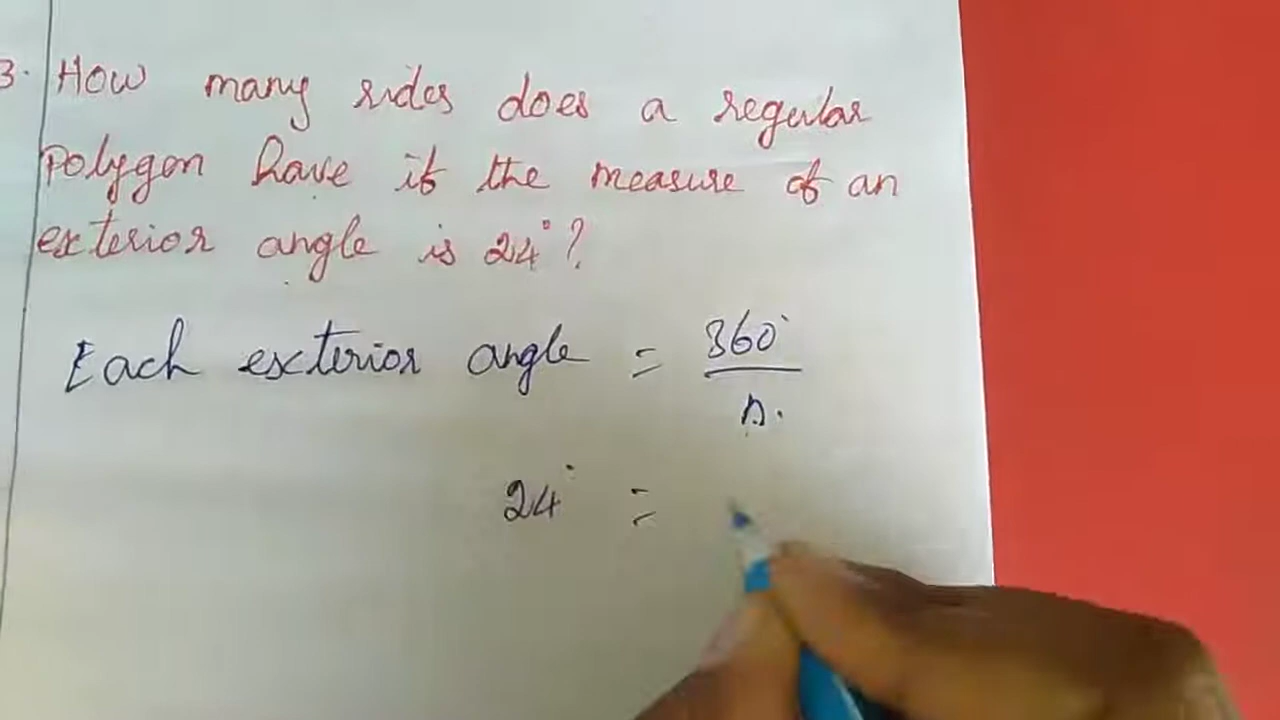 3. How many sides does a regular
polygon have if the measure of an
exterior angle is 24°?
Each exterior angle = 360°
n.
24° =